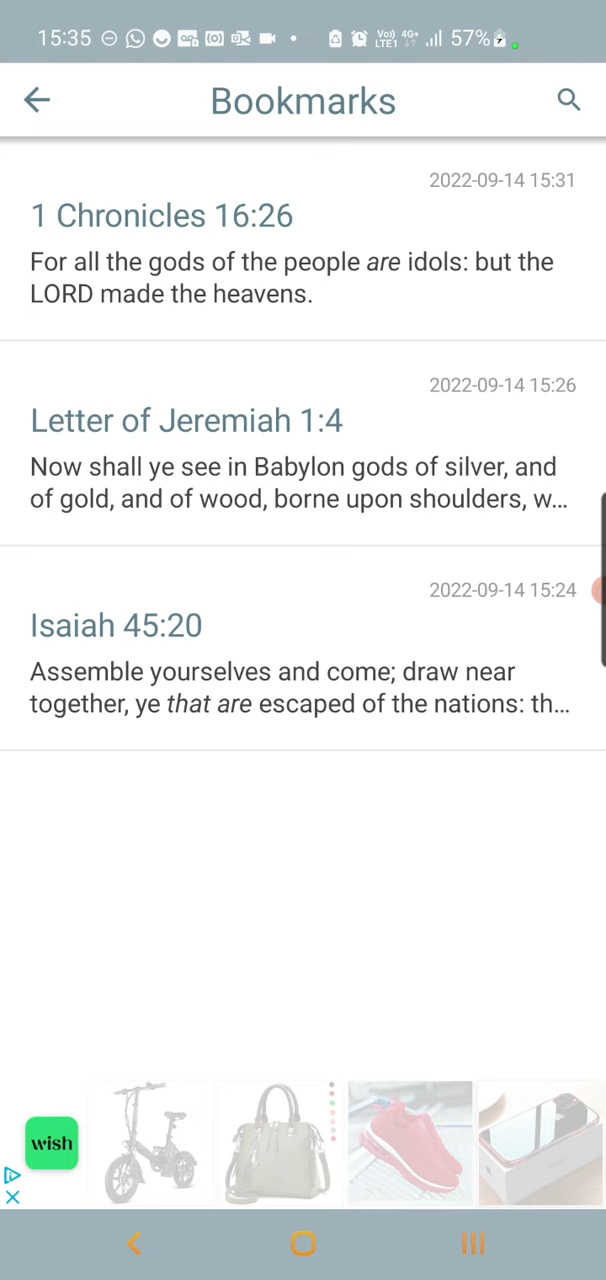 15:35
Vo)) 4G+
LTE1 57%
Bookmarks
2022-09-14 15:31
1 Chronicles 16:26
For all the gods of the people are idols: but the
LORD made the heavens.
2022-09-14 15:26
Letter of Jeremiah 1:4
Now shall ye see in Babylon gods of silver, and
of gold, and of wood, borne upon shoulders, w...
2022-09-14 15:24
Isaiah 45:20
Assemble yourselves and come; draw near
together, ye that are escaped of the nations: th...
wish